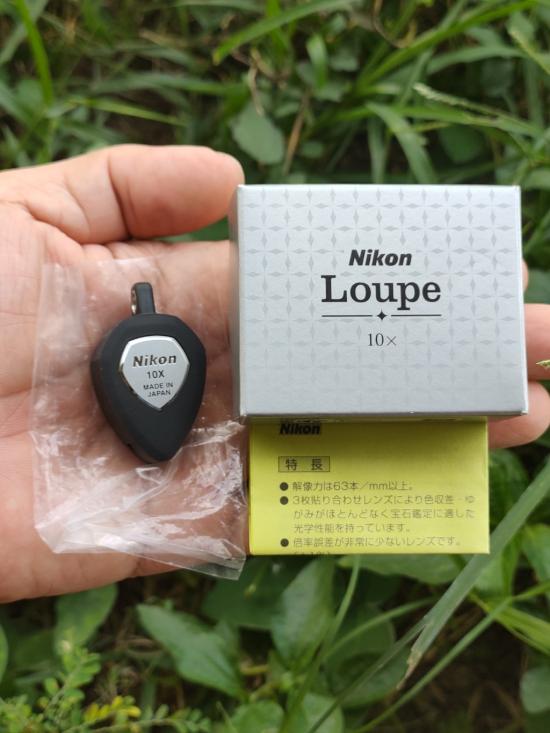 Nikon
Loupe
10×
Nikon
10X
MADE IN
JAPAN
Nikon
特長
●解像力は63本/mm以上。
●3枚貼り合わせレンズにより色収差・ゆ
がみがほとんどなく宝石鑑定に適した
光学性能を持っています。
●倍率誤差が非常に少ないレンズです。